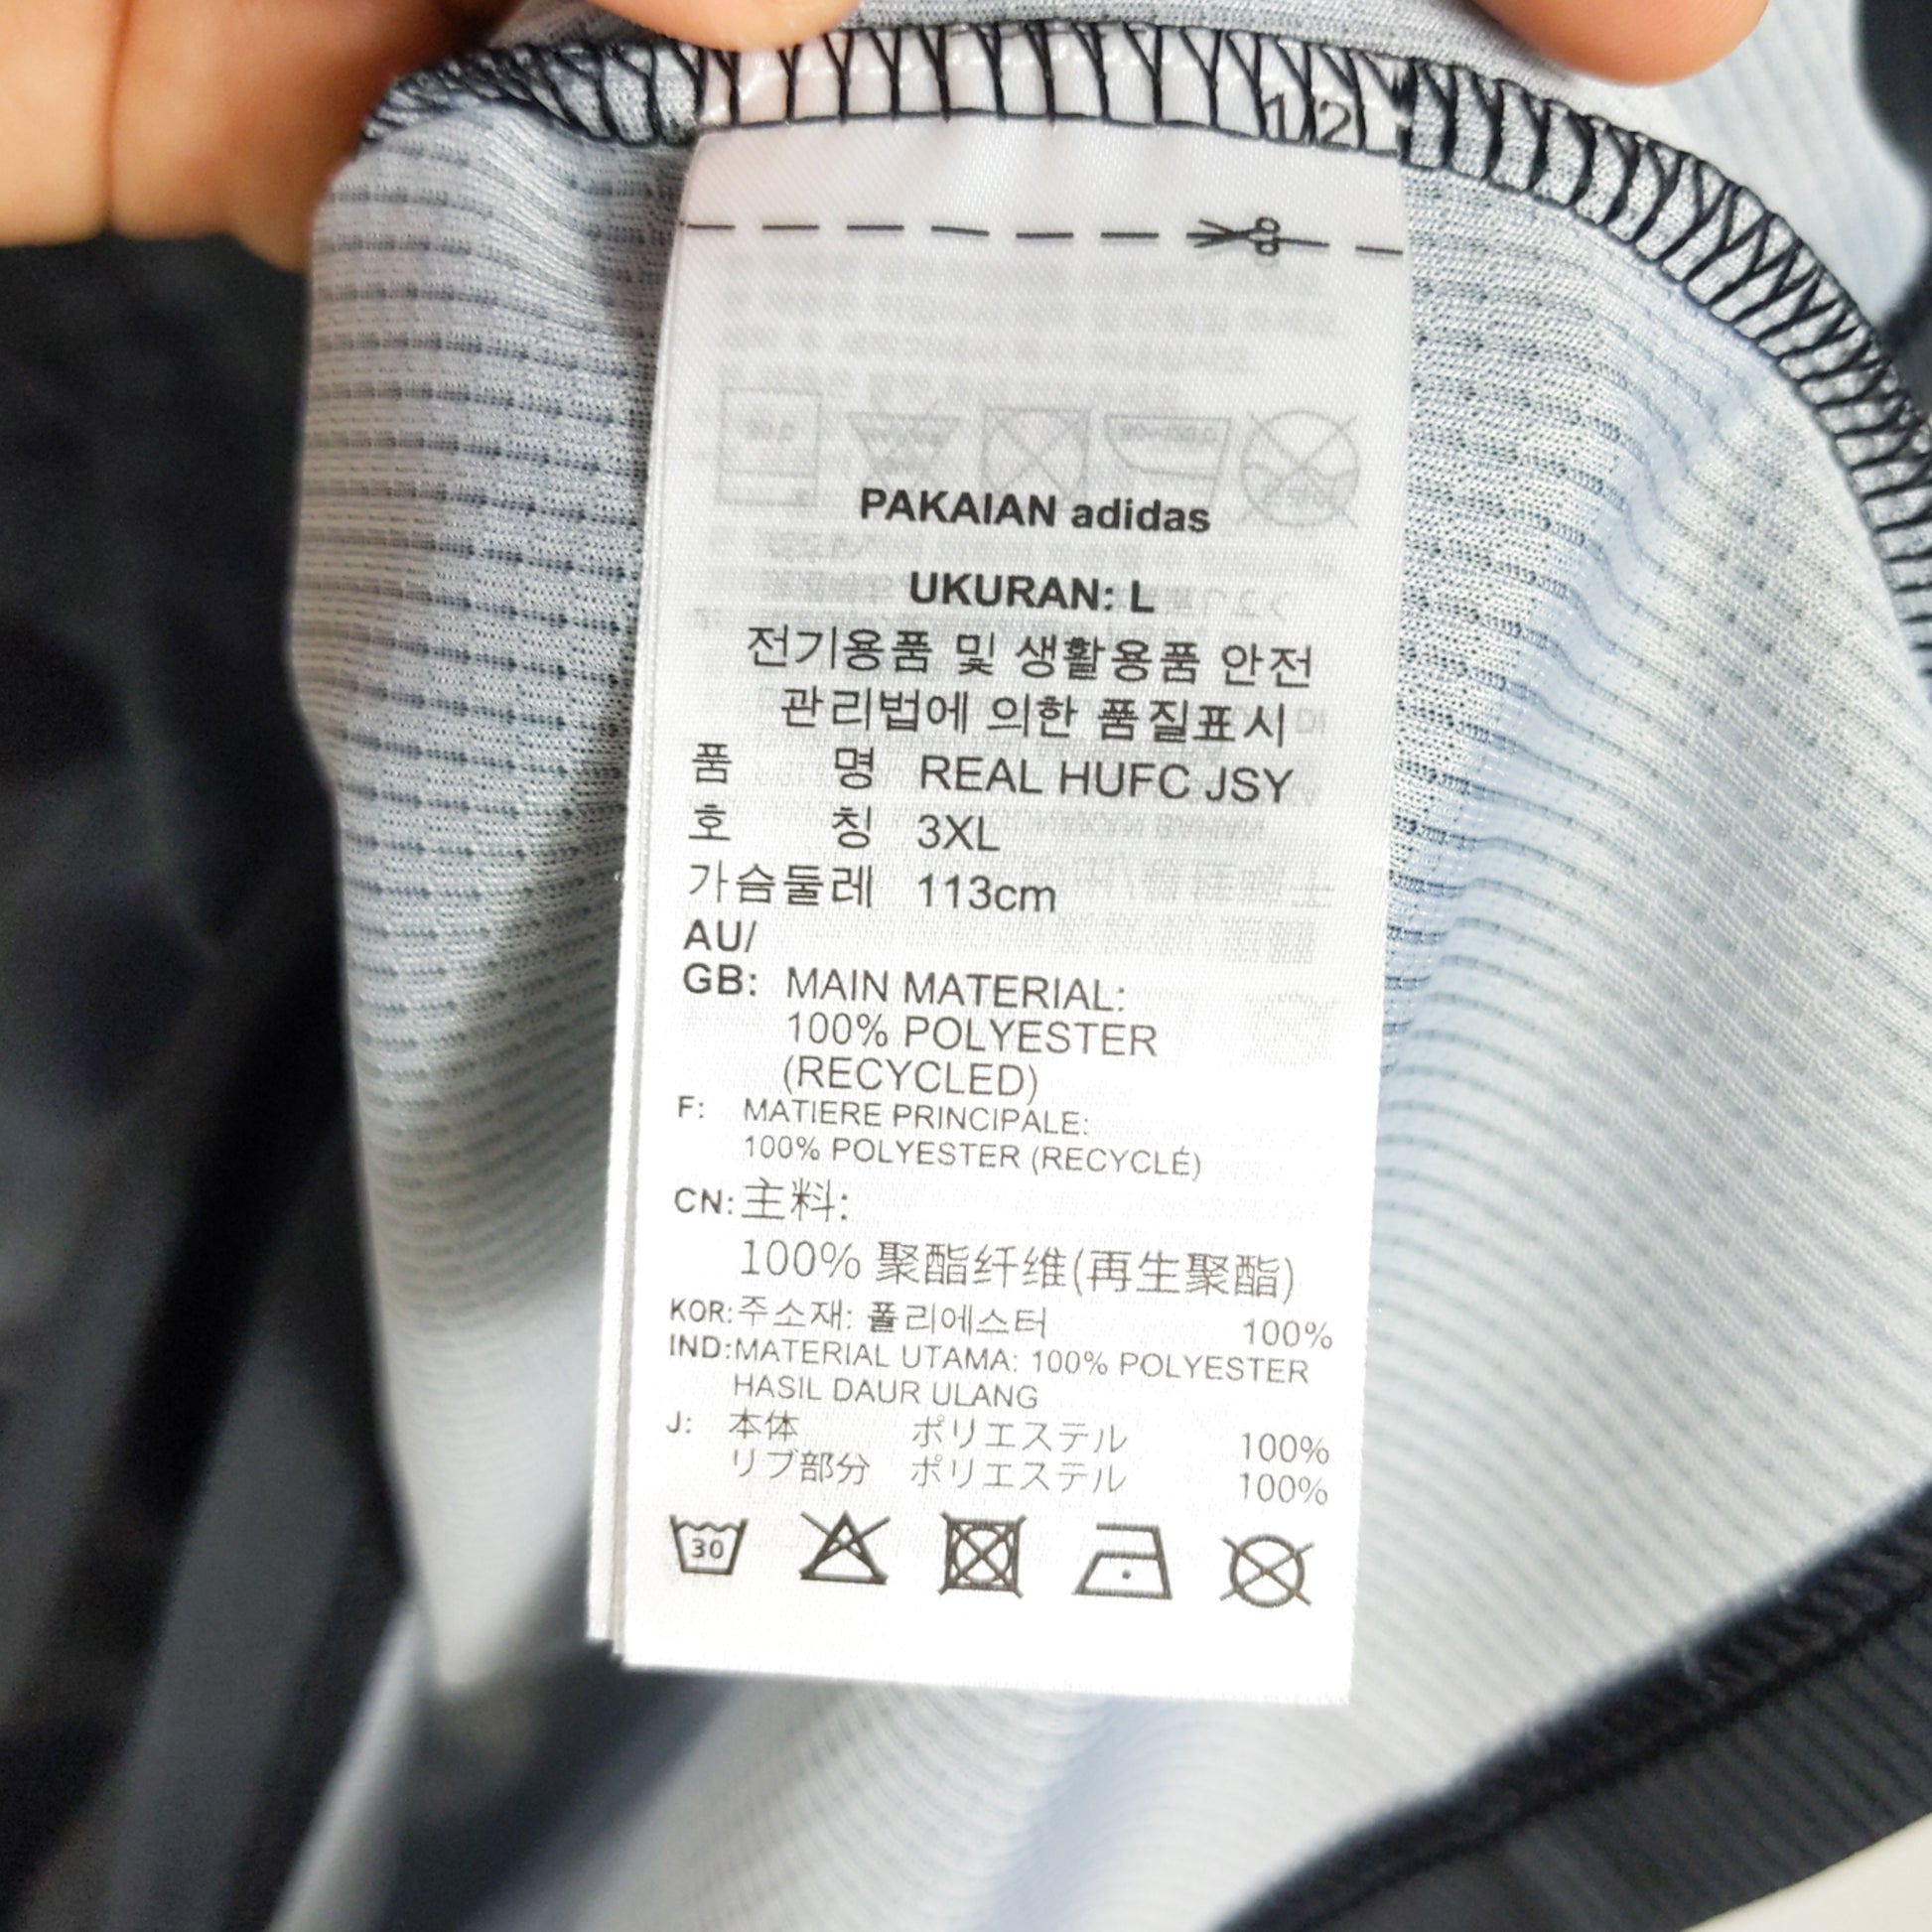 1/2
PAKAIAN adidas
UKURAN: L
전기용품 및 생활용품 안전
관리법에 의한 품질표시
품 명 REAL HUFC JSY
호 칭 3XL
가슴둘레 113cm
AU/
GB: MAIN MATERIAL:
100% POLYESTER
(RECYCLED)
F: MATIERE PRINCIPALE:
100% POLYESTER (RECYCLÉ)
CN: 主料:
100% 聚酯纤维(再生聚酯)
KOR: 주소재: 폴리에스터 100%
IND: MATERIAL UTAMA: 100% POLYESTER
HASIL DAUR ULANG
J: 本体 ポリエステル 100%
リブ部分 ポリエステル 100%
30